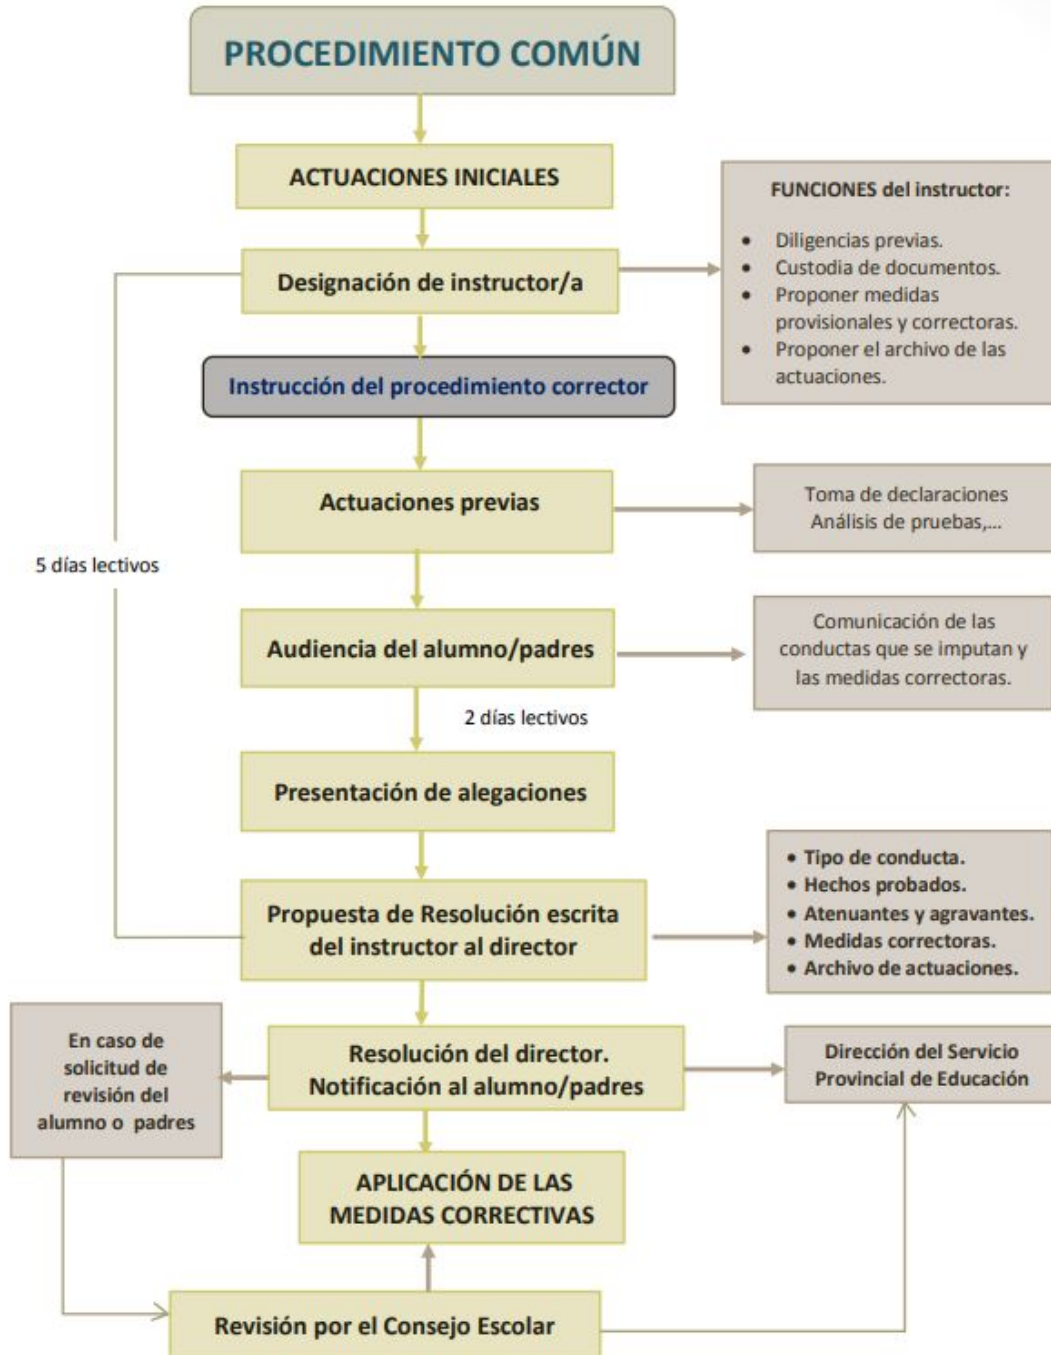 PROCEDIMIENTO COMÚN
ACTUACIONES INICIALES
FUNCIONES del instructor:
• Diligencias previas.
• Custodia de documentos.
• Proponer medidas
provisionales y correctoras.
• Proponer el archivo de las
actuaciones.
Designación de instructor/a
Instrucción del procedimiento corrector
Actuaciones previas
Toma de declaraciones
Análisis de pruebas,...
5 días lectivos
Audiencia del alumno/padres
Comunicación de las
conductas que se imputan y
las medidas correctoras.
2 días lectivos
Presentación de alegaciones
Propuesta de Resolución escrita
del instructor al director
• Tipo de conducta.
• Hechos probados.
• Atenuantes y agravantes.
• Medidas correctoras.
• Archivo de actuaciones.
En caso de
solicitud de
revisión del
alumno o padres
Resolución del director.
Notificación al alumno/padres
Dirección del Servicio
Provincial de Educación
APLICACIÓN DE LAS
MEDIDAS CORRECTIVAS
Revisión por el Consejo Escolar